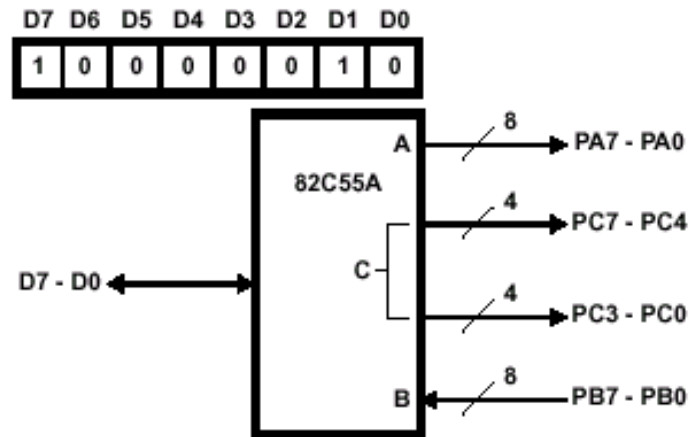 D7 D6 D5 D4 D3 D2 D1 D0
1 0 0 0 0 0 1 0
A 8 PA7 - PA0
82C55A
4 PC7 - PC4
C
D7 - D0
4 PC3 - PC0
B 8 PB7 - PB0